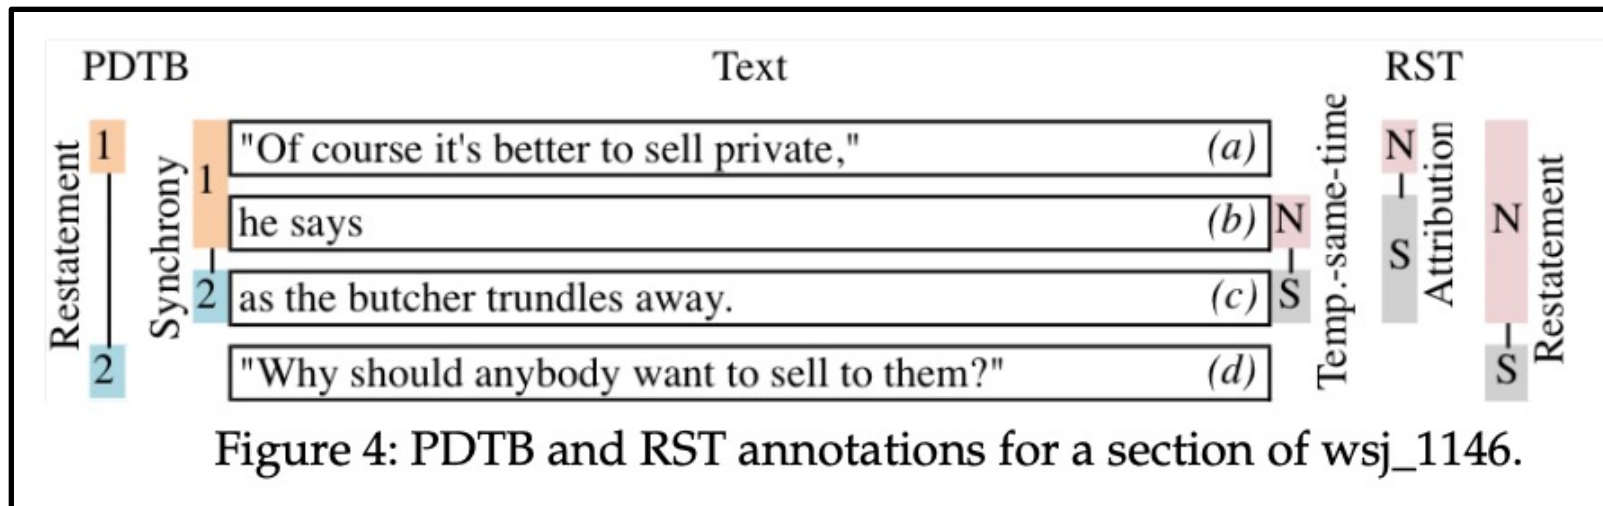 PDTB Text RST
Restatement
1
2
Synchrony
1
2
"Of course it's better to sell private," (a)
he says (b)
as the butcher trundles away. (c)
"Why should anybody want to sell to them?" (d)
N
S
Temp.-same-time
N
S
Attribution
N
S
Restatement
Figure 4: PDTB and RST annotations for a section of wsj_1146.